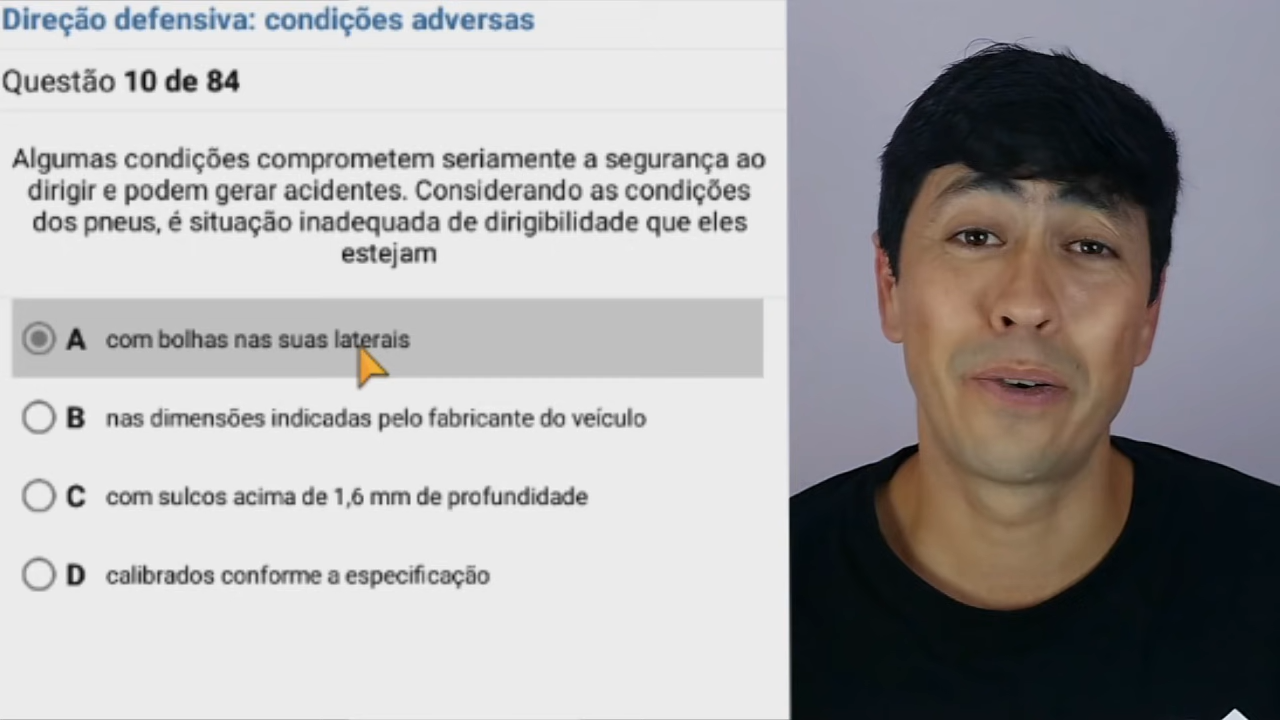 Direção defensiva: condições adversas
Questão 10 de 84
Algumas condições comprometem seriamente a segurança ao
dirigir e podem gerar acidentes. Considerando as condições
dos pneus, é situação inadequada de dirigibilidade que eles
estejam
A com bolhas nas suas laterais
B nas dimensões indicadas pelo fabricante do veículo
C com sulcos acima de 1,6 mm de profundidade
D calibrados conforme a especificação